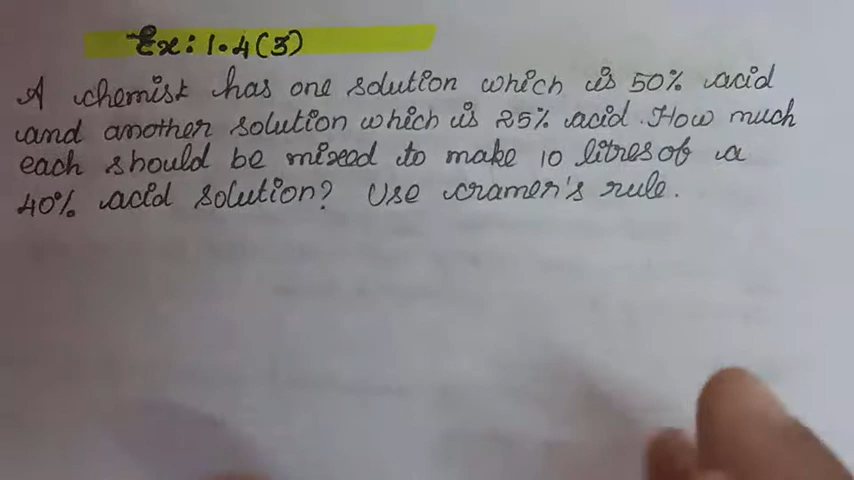 Ex: 1.4(3)
A chemist has one solution which is 50% acid
and another solution which is 25% acid. How much
each should be mixed to make 10 litres of a
40% acid solution? Use cramer's rule.